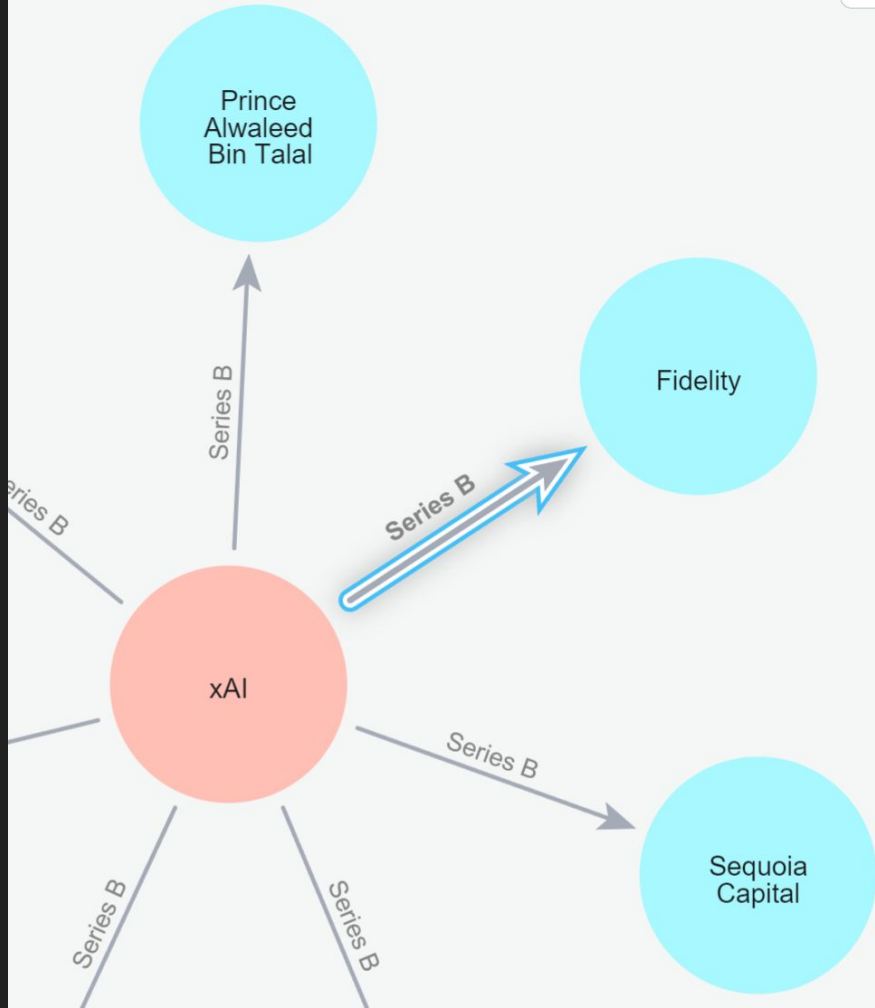 Prince
Alwaleed
Bin Talal
Series B
Fidelity
Series B
eries B
xAI
Series B
Sequoia
Capital
Series B
Series B